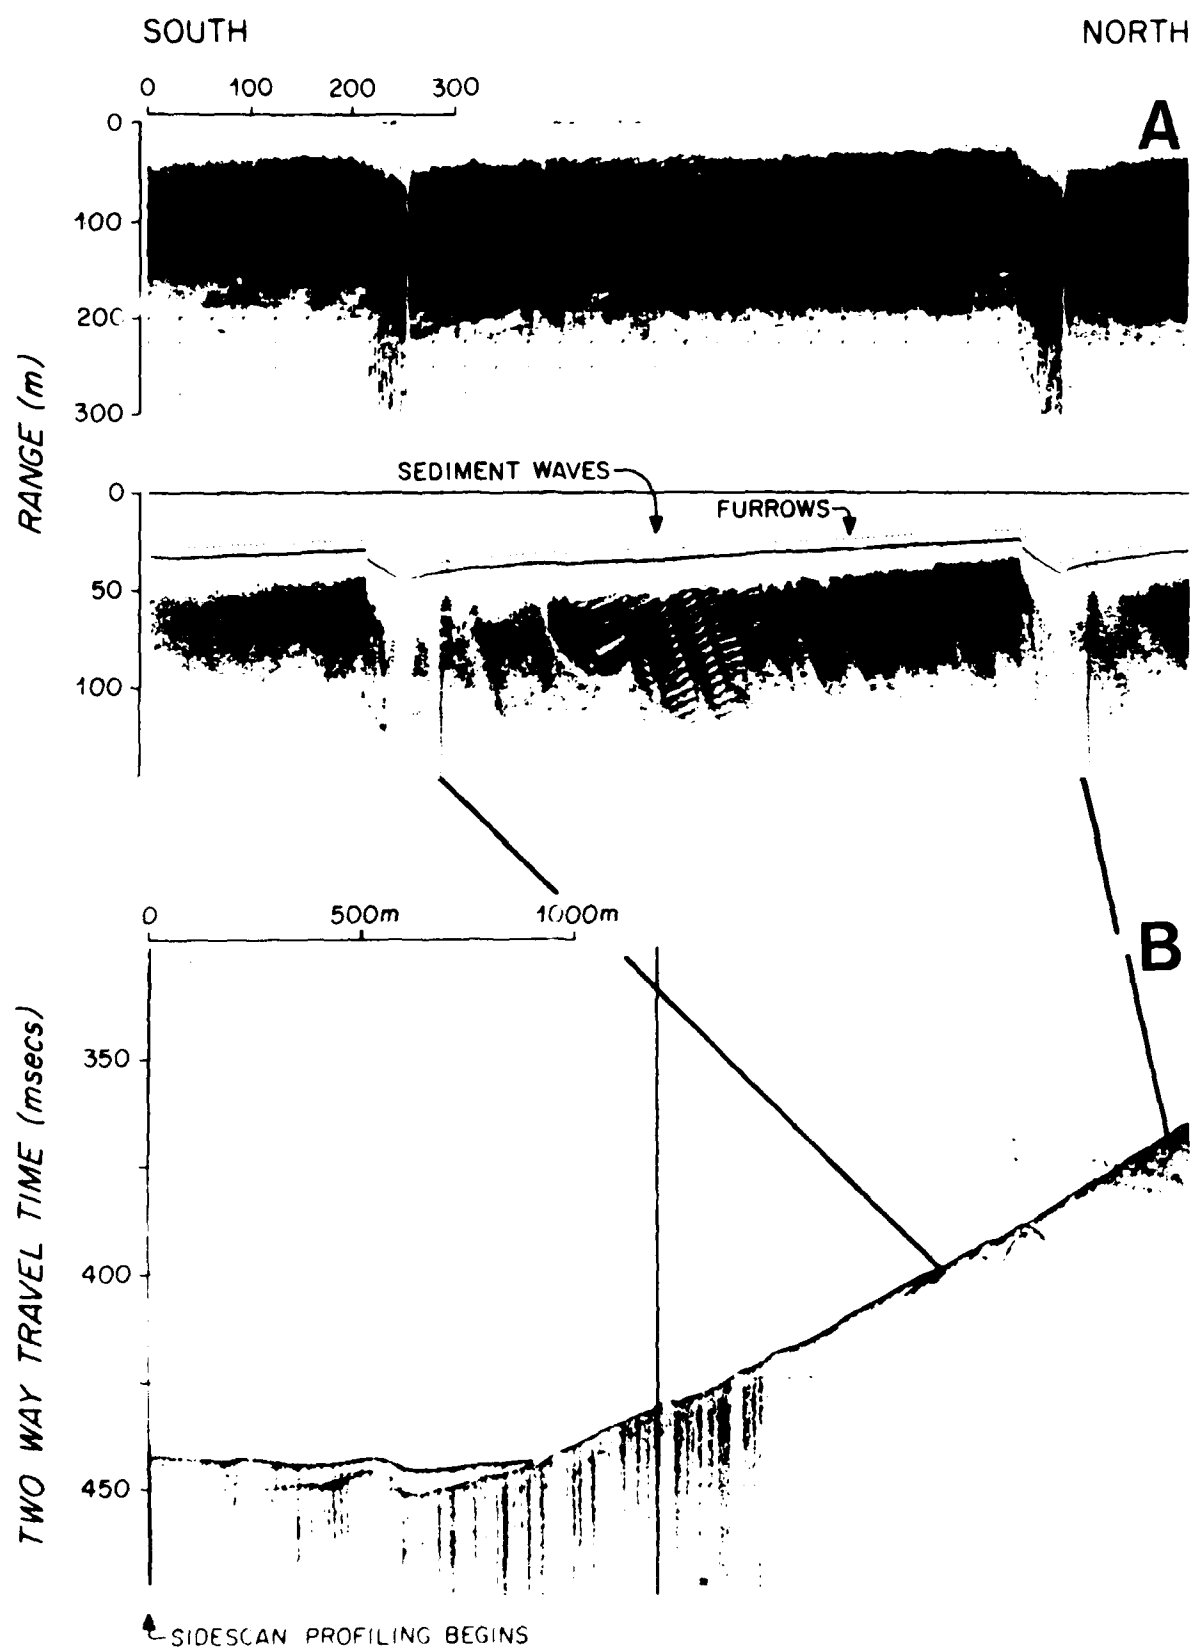 SOUTH NORTH
0 100 200 300
A
0
100
200
300
RANGE (m)
SEDIMENT WAVES
0
FURROWS
50
100
0 500m 1000m
B
350
400
450
TWO WAY TRAVEL TIME (msecs)
SIDESCAN PROFILING BEGINS